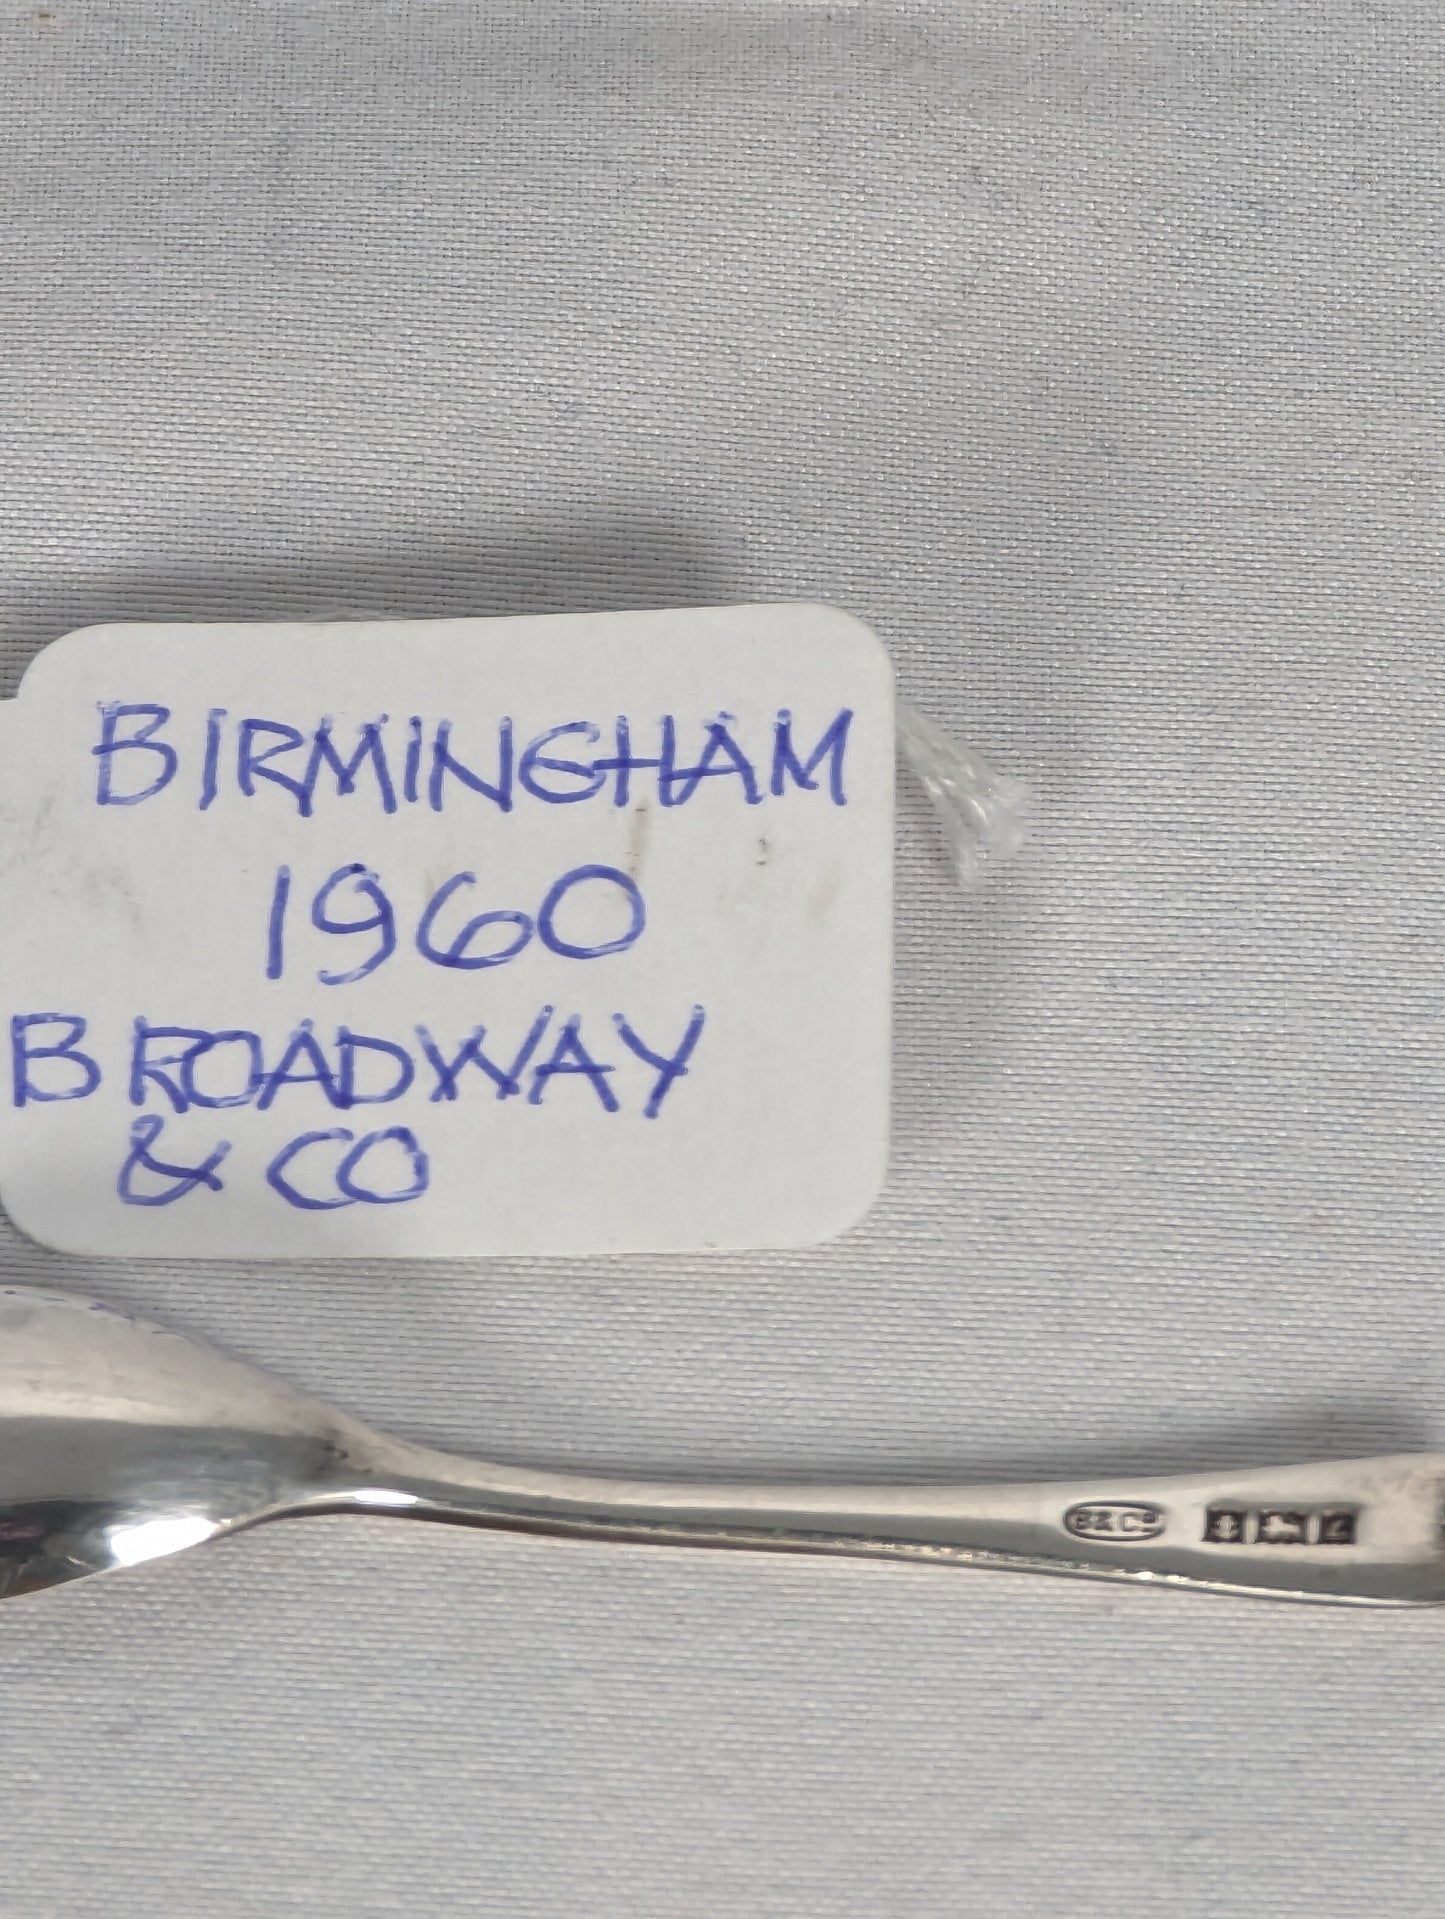 BIRMINGHAM
1960
BROADWAY
& CO